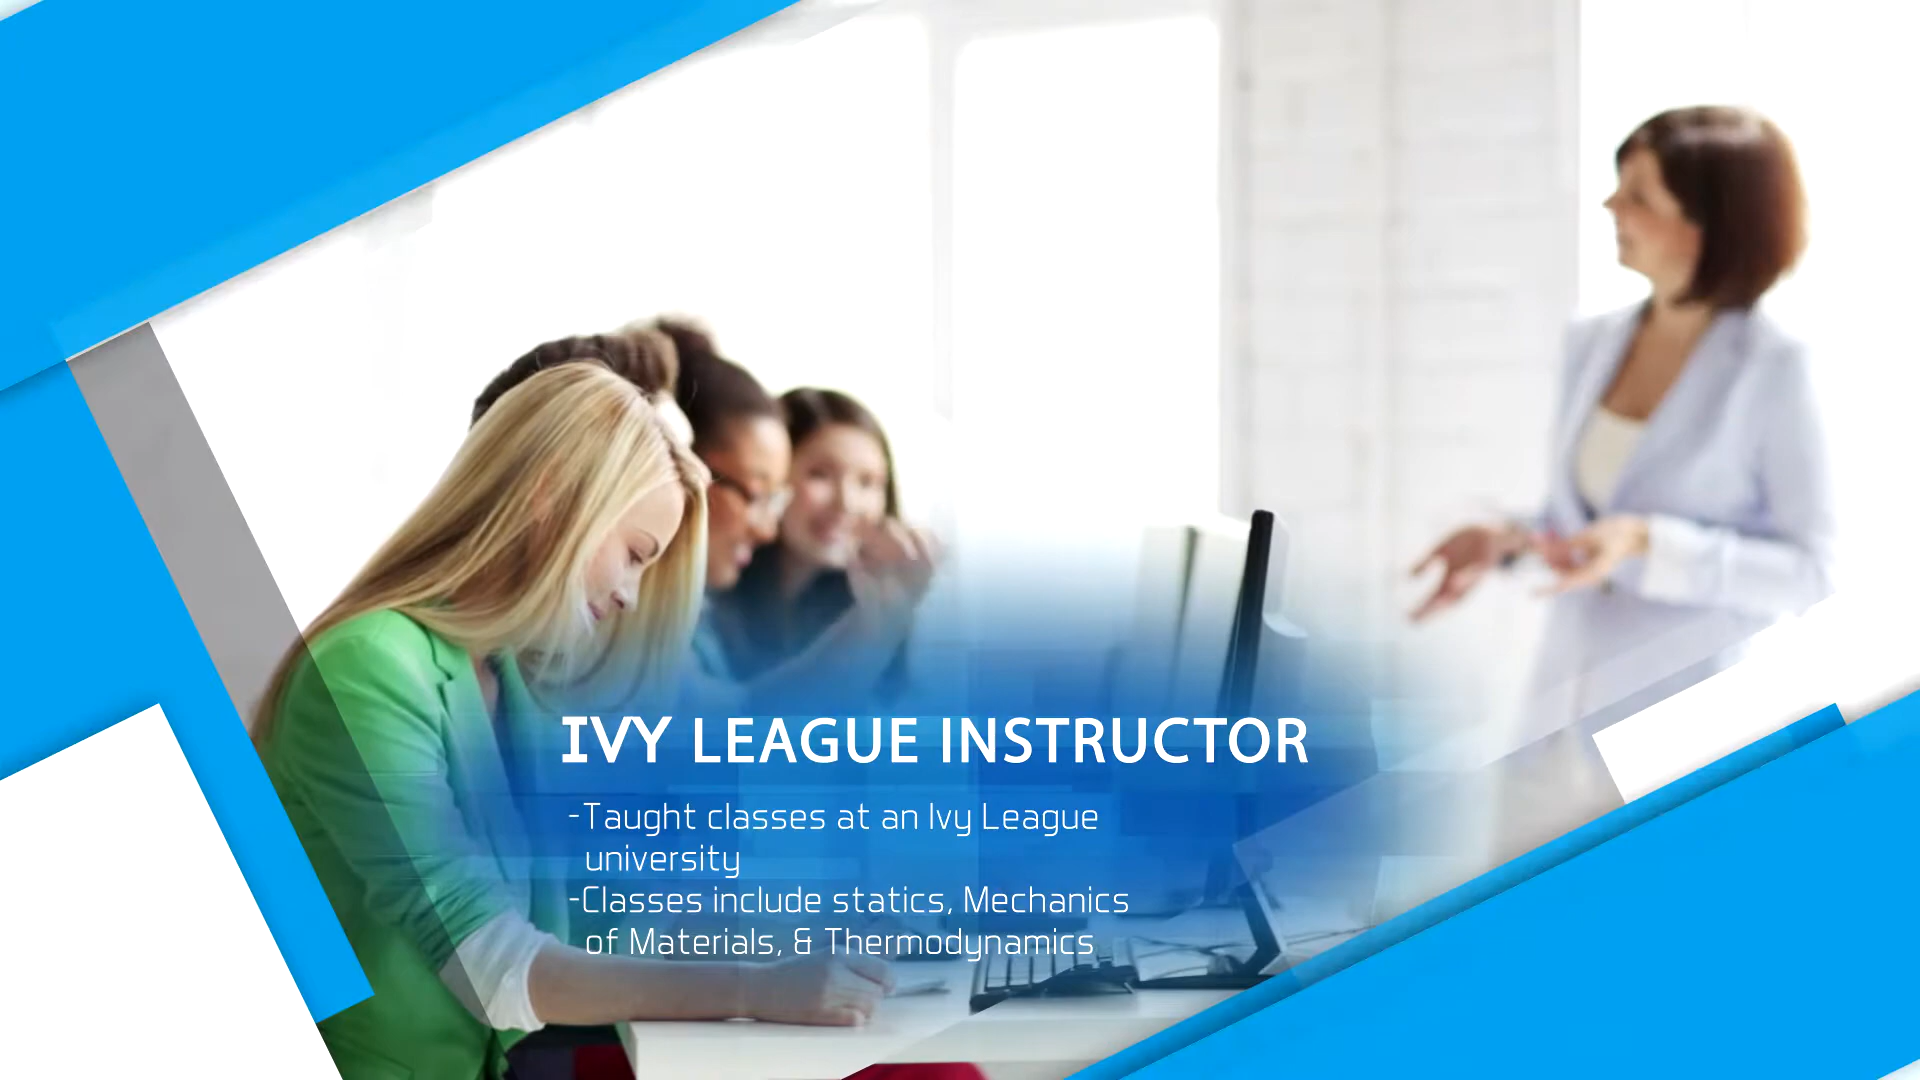 IVY LEAGUE INSTRUCTOR
-Taught classes at an Ivy League
university
-Classes include statics, Mechanics
of Materials, & Thermodynamics